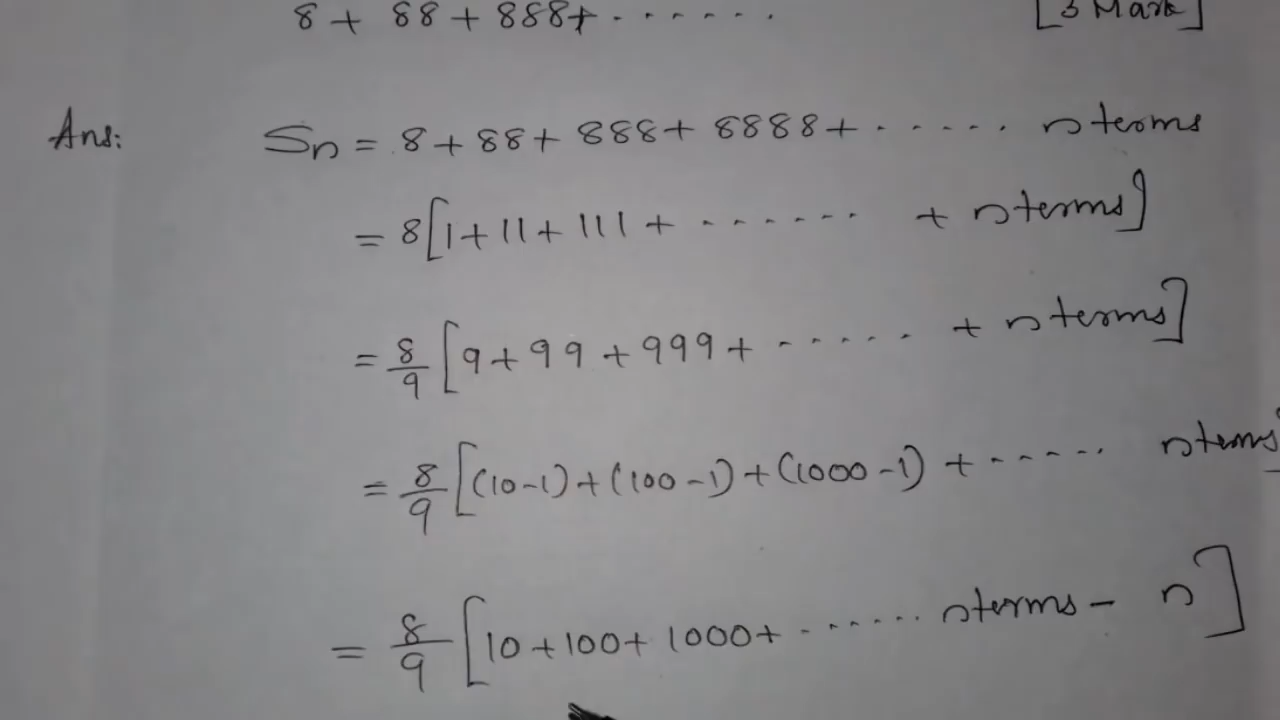 8 + 88 + 888+ .......  [3 Mark]
Ans: Sn = 8 + 88 + 888 + 8888 + ...... n terms
= 8[1 + 11 + 111 + ....... + n terms]
= 8/9 [9 + 99 + 999 + ...... + n terms]
= 8/9 [(10-1) + (100-1) + (1000-1) + ...... n terms
= 8/9 [10 + 100 + 1000 + ...... n terms - n]